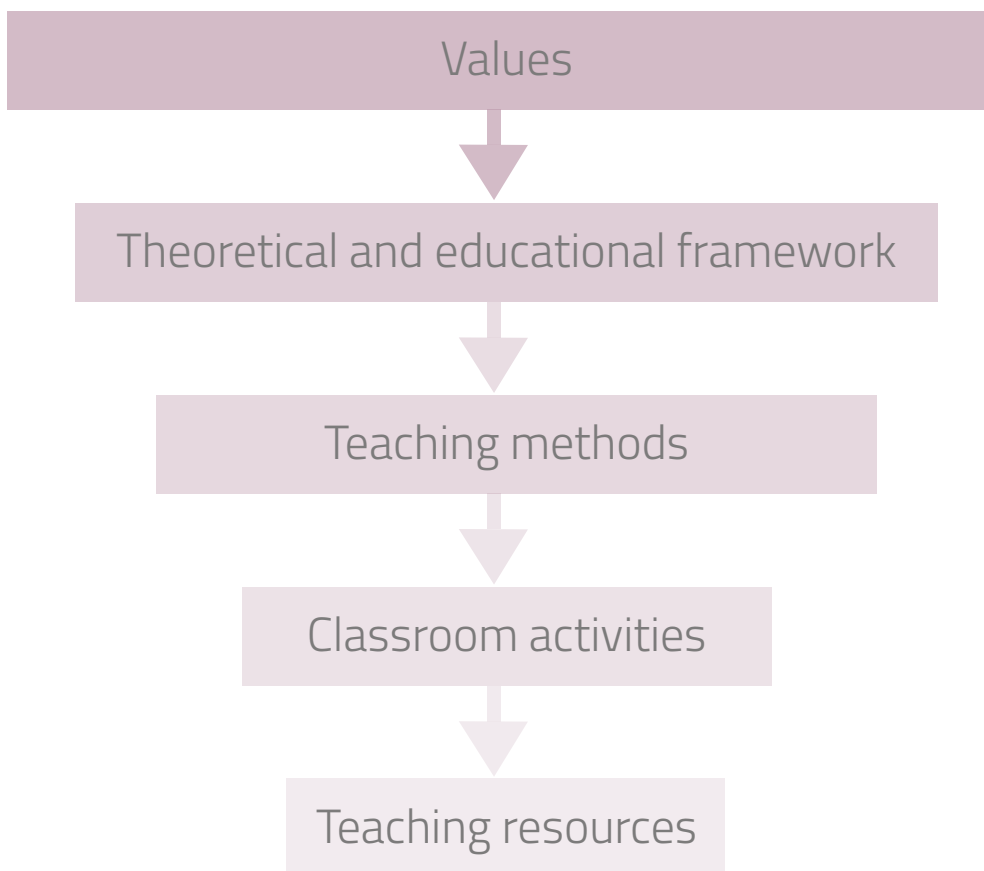 Values
Theoretical and educational framework
Teaching methods
Classroom activities
Teaching resources